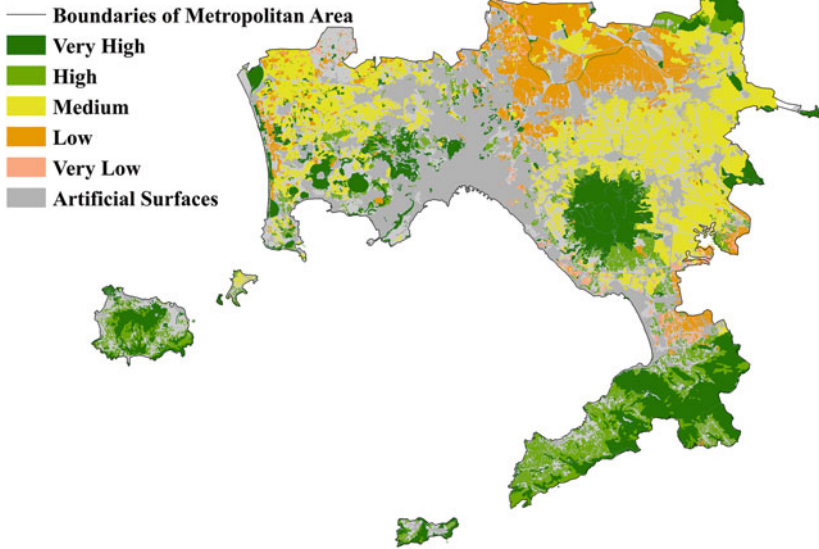 Boundaries of Metropolitan Area
Very High
High
Medium
Low
Very Low
Artificial Surfaces